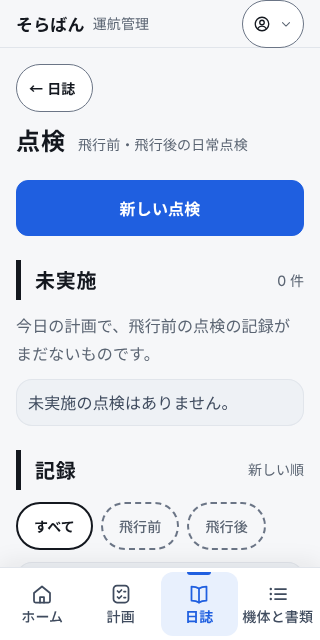 そらばん 運航管理
← 日誌
点検 飛行前・飛行後の日常点検
新しい点検
未実施 0 件
今日の計画で、飛行前の点検の記録が
まだないものです。
未実施の点検はありません。
記録 新しい順
すべて 飛行前 飛行後
ホーム 計画 日誌 機体と書類